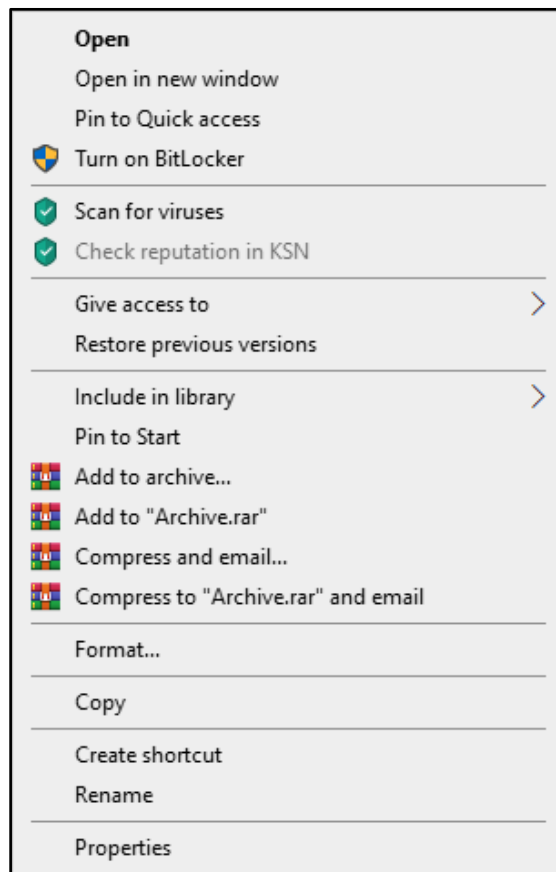 Open
Open in new window
Pin to Quick access
Turn on BitLocker
Scan for viruses
Check reputation in KSN
Give access to
Restore previous versions
Include in library
Pin to Start
Add to archive...
Add to "Archive.rar"
Compress and email...
Compress to "Archive.rar" and email
Format...
Copy
Create shortcut
Rename
Properties